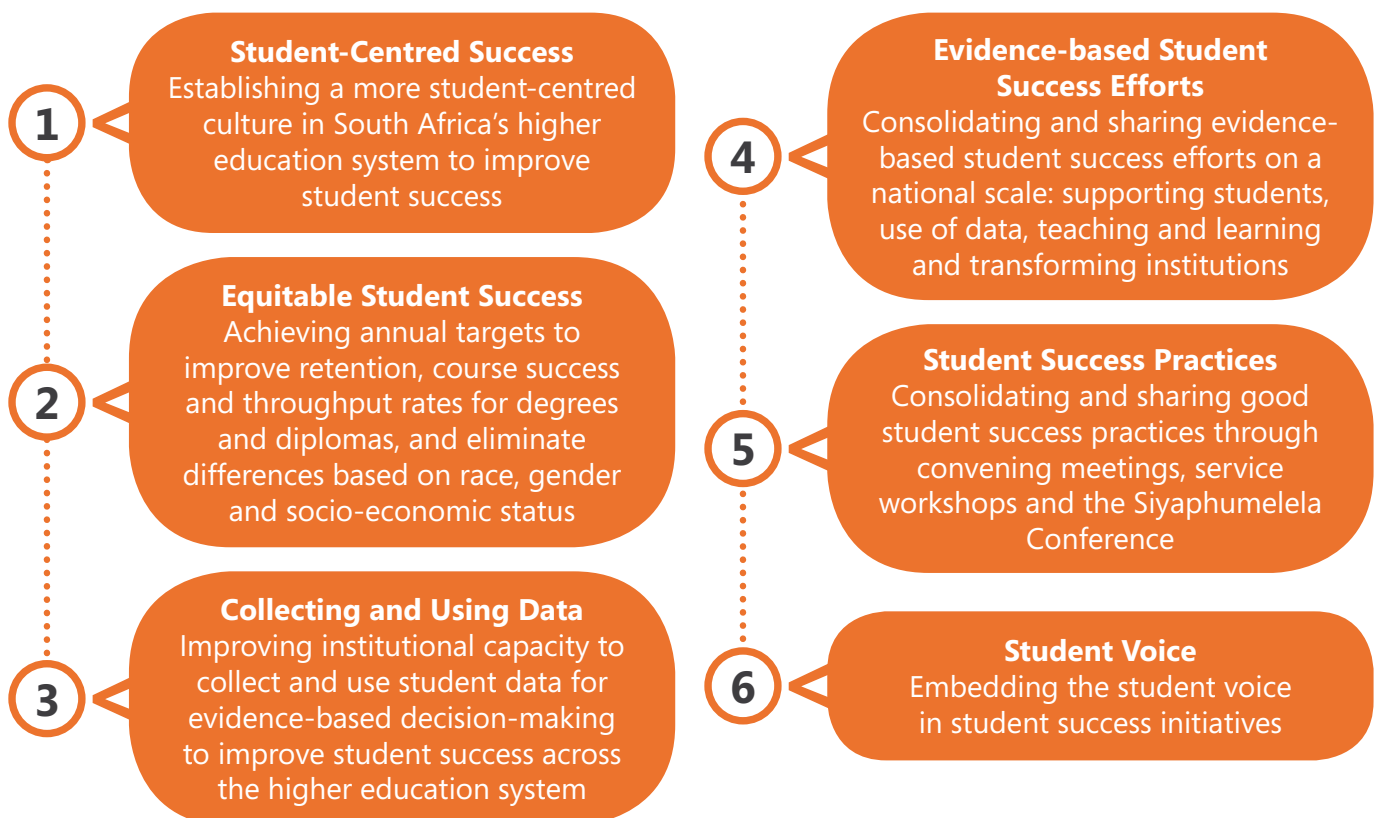 1
Student-Centred Success
Establishing a more student-centred
culture in South Africa’s higher
education system to improve
student success
2
Equitable Student Success
Achieving annual targets to
improve retention, course success
and throughput rates for degrees
and diplomas, and eliminate
differences based on race, gender
and socio-economic status
3
Collecting and Using Data
Improving institutional capacity to
collect and use student data for
evidence-based decision-making
to improve student success across
the higher education system
4
Evidence-based Student
Success Efforts
Consolidating and sharing evidence-
based student success efforts on a
national scale: supporting students,
use of data, teaching and learning
and transforming institutions
5
Student Success Practices
Consolidating and sharing good
student success practices through
convening meetings, service
workshops and the Siyaphumelela
Conference
6
Student Voice
Embedding the student voice
in student success initiatives